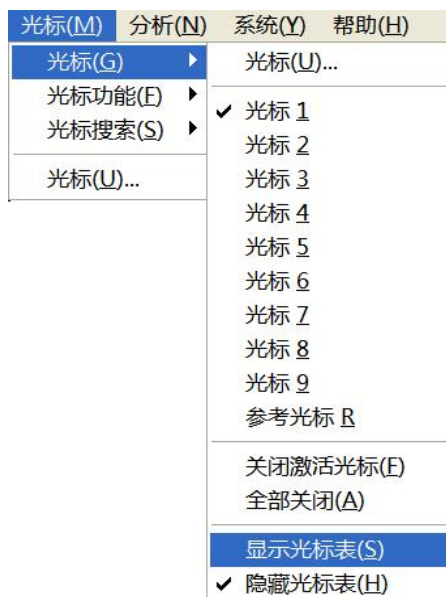 光标(M) 分析(N) 系统(Y) 帮助(H)
光标(G)
光标功能(F)
光标搜索(S)
光标(U)...
光标(U)...
光标 1
光标 2
光标 3
光标 4
光标 5
光标 6
光标 7
光标 8
光标 9
参考光标 R
关闭激活光标(F)
全部关闭(A)
显示光标表(S)
隐藏光标表(H)